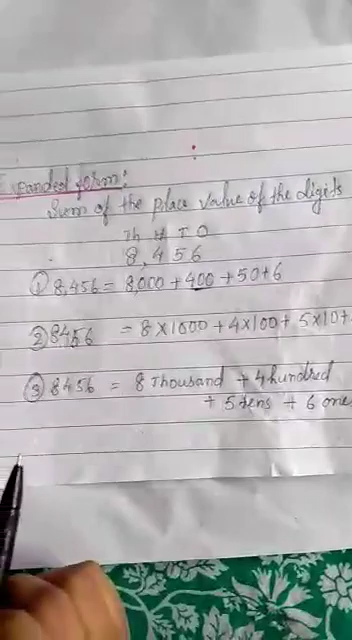 Expanded form:
Sum of the place value of the digits
Th H T O
8,456
① 8,456 = 8,000 + 400 + 50 + 6
② 8456 = 8 × 1000 + 4 × 100 + 5 × 10 +
③ 8456 = 8 Thousand + 4 hundred
+ 5 tens + 6 one